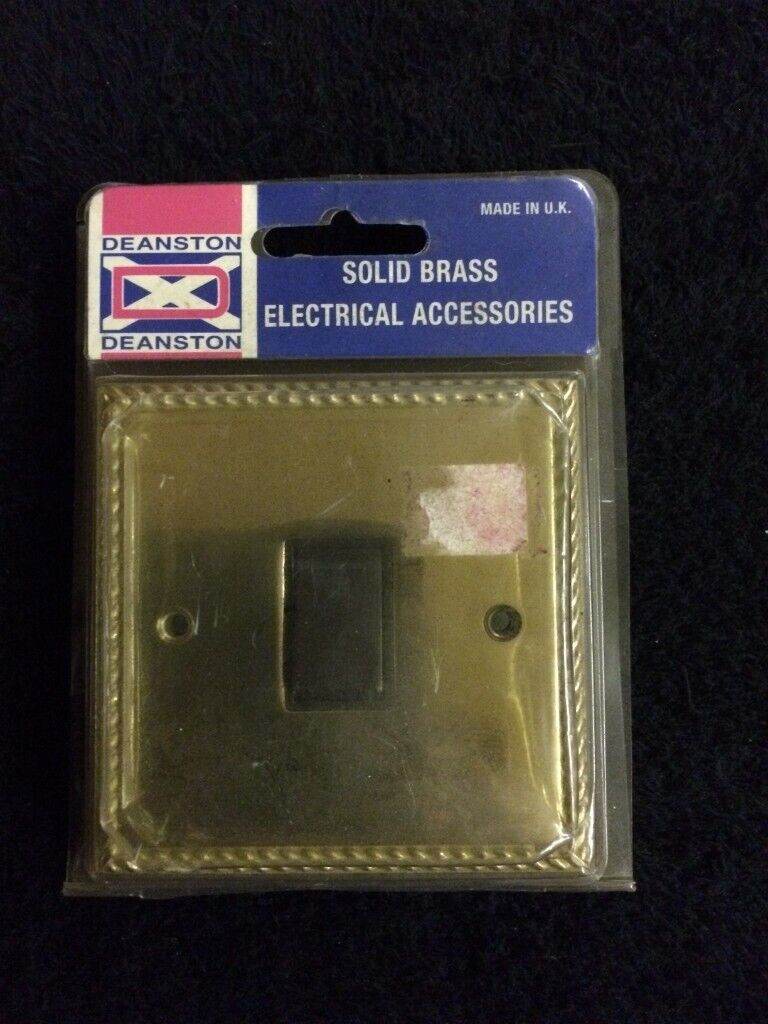 MADE IN U.K.
DEANSTON
D
DEANSTON
SOLID BRASS
ELECTRICAL ACCESSORIES